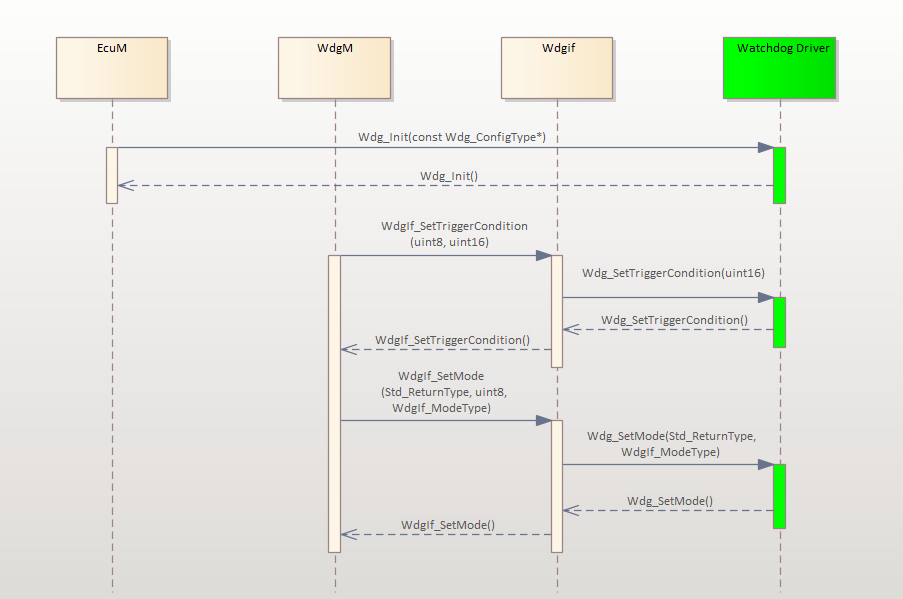 EcuM
WdgM
Wdgif
Watchdog Driver
Wdg_Init(const Wdg_ConfigType*)
Wdg_Init()
WdgIf_SetTriggerCondition
(uint8, uint16)
Wdg_SetTriggerCondition(uint16)
Wdg_SetTriggerCondition()
WdgIf_SetTriggerCondition()
WdgIf_SetMode
(Std_ReturnType, uint8,
WdgIf_ModeType)
Wdg_SetMode(Std_ReturnType,
WdgIf_ModeType)
Wdg_SetMode()
WdgIf_SetMode()